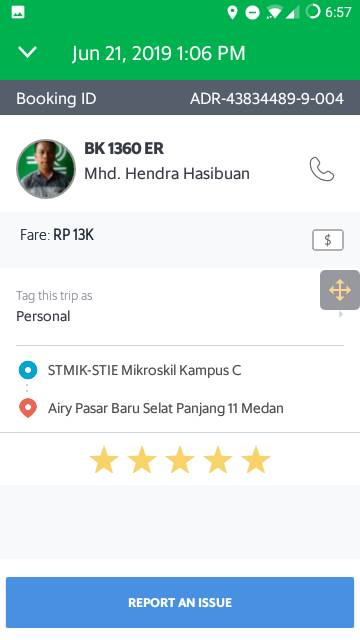 6:57
Jun 21, 2019 1:06 PM
Booking ID ADR-43834489-9-004
BK 1360 ER
Mhd. Hendra Hasibuan
Fare: RP 13K
$
Tag this trip as
Personal
STMIK-STIE Mikroskil Kampus C
Airy Pasar Baru Selat Panjang 11 Medan
REPORT AN ISSUE